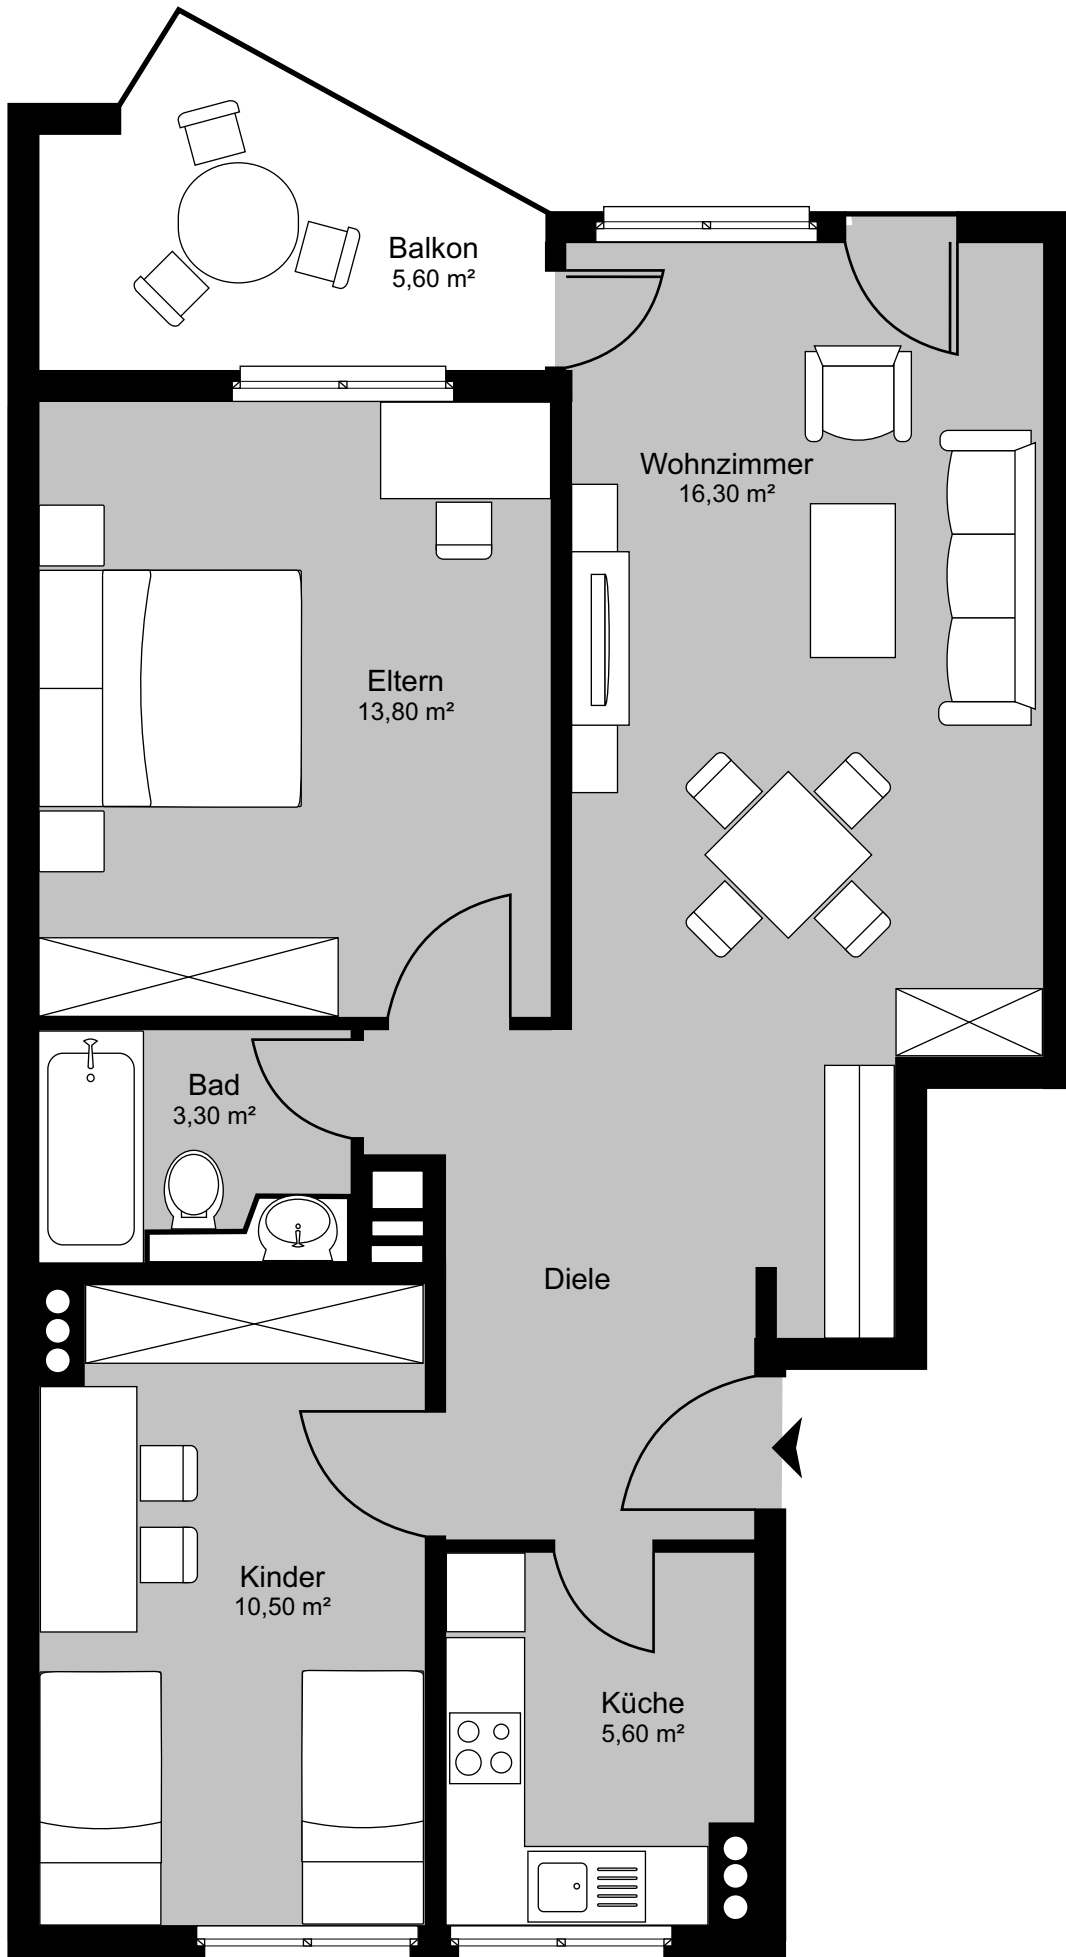 Balkon
5,60 m²
Wohnzimmer
16,30 m²
Eltern
13,80 m²
Bad
3,30 m²
Diele
Kinder
10,50 m²
Küche
5,60 m²